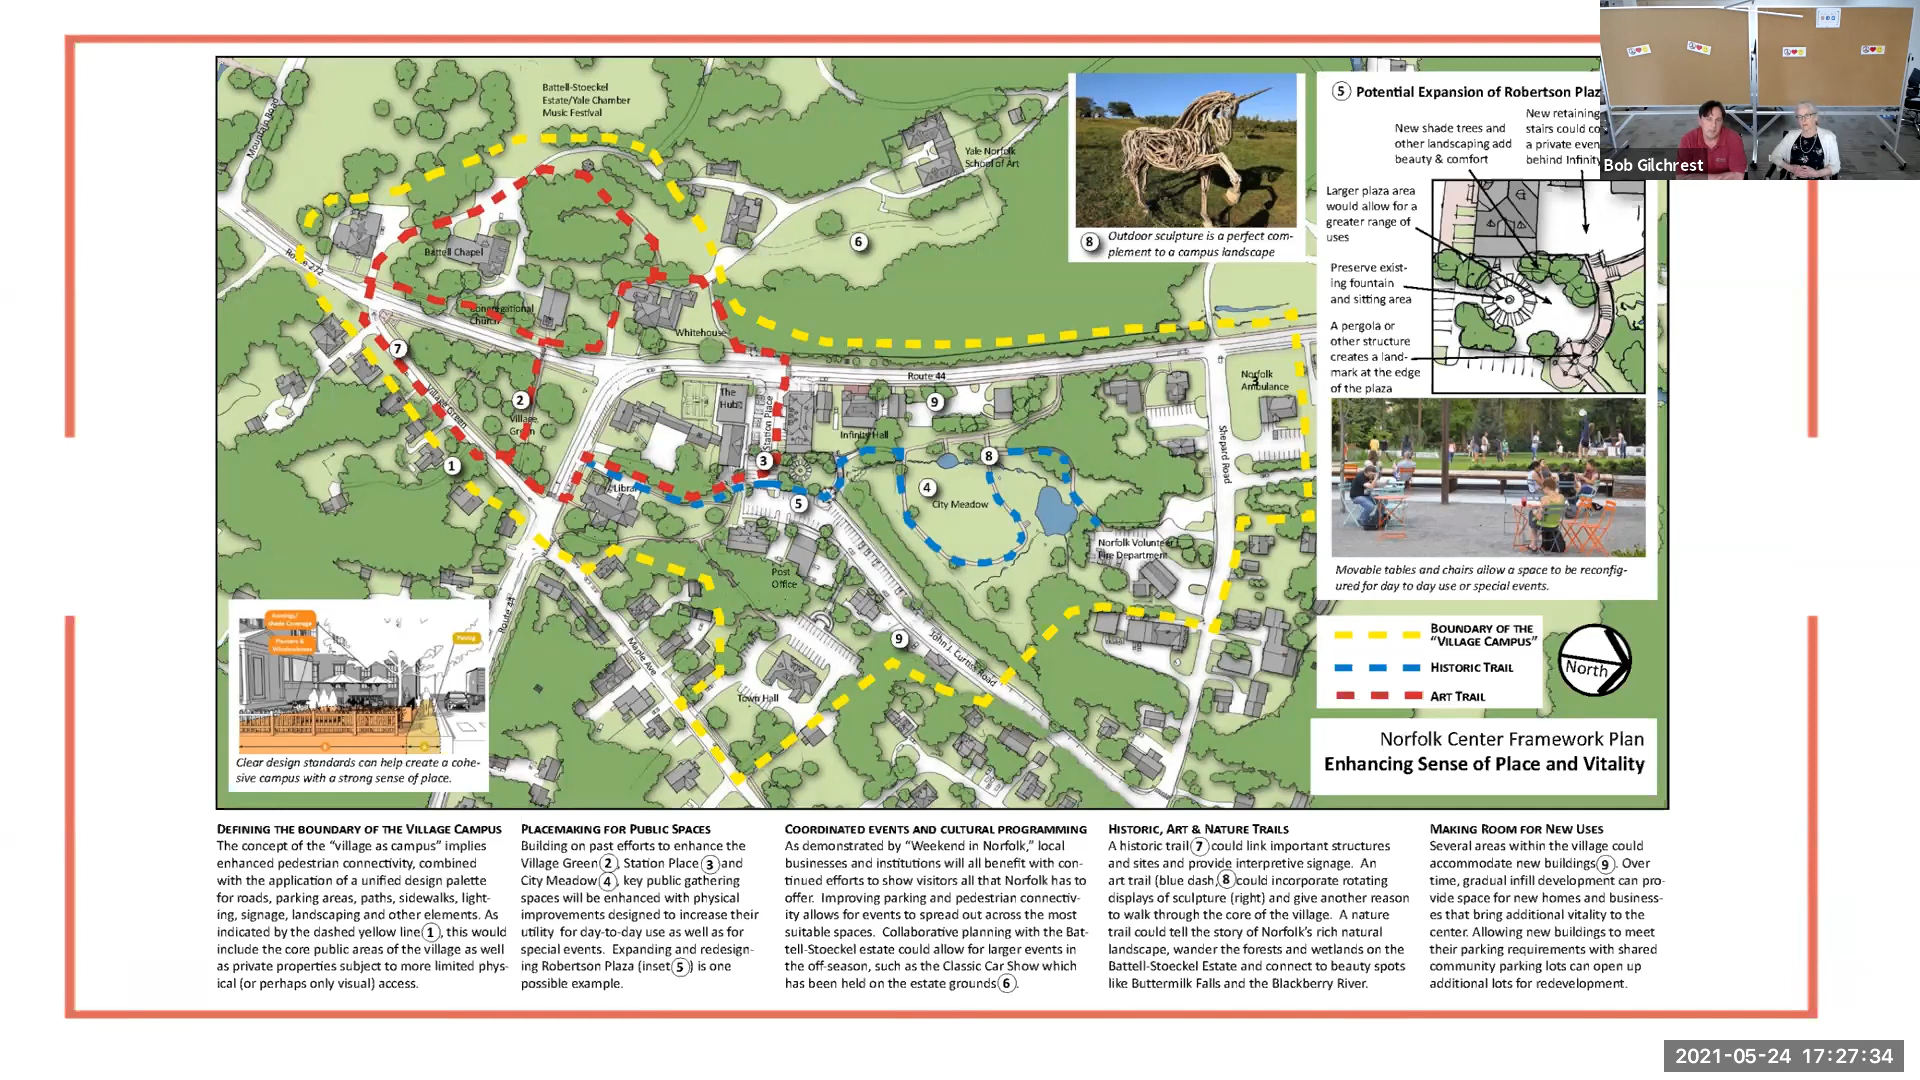 Battell-Stoeckel
Estate/Yale Chamber
Music Festival
Mountain Road
Yale Norfolk
School of Art
6
Battell Chapel
Route 272
Congregational
Church
Whitehouse
7
Village Green
2
Village
Green
1
Route 44
The
Hub
Station Place
3
Infinity Hall
9
Norfolk
Ambulance
3
Shepard Road
Library
5
4
City Meadow
8
Norfolk Volunteer
Fire Department
Post
Office
Route 44
Maple Ave
Town Hall
9
John J. Curtiss Road
8
Outdoor sculpture is a perfect com-
plement to a campus landscape
5 Potential Expansion of Robertson Plaz
New shade trees and
other landscaping add
beauty & comfort
New retaining
stairs could co
a private even
behind Infinity
Larger plaza area
would allow for a
greater range of
uses
Preserve exist-
ing fountain
and sitting area
A pergola or
other structure
creates a land-
mark at the edge
of the plaza
Bob Gilchrest
Movable tables and chairs allow a space to be reconfig-
ured for day to day use or special events.
BOUNDARY OF THE
"VILLAGE CAMPUS"
HISTORIC TRAIL
ART TRAIL
North
Norfolk Center Framework Plan
Enhancing Sense of Place and Vitality
Awnings/
Shade Coverage
Planters &
Windowboxes
Paving
Clear design standards can help create a cohe-
sive campus with a strong sense of place.
DEFINING THE BOUNDARY OF THE VILLAGE CAMPUS
The concept of the "village as campus" implies
enhanced pedestrian connectivity, combined
with the application of a unified design palette
for roads, parking areas, paths, sidewalks, light-
ing, signage, landscaping and other elements. As
indicated by the dashed yellow line 1, this would
include the core public areas of the village as well
as private properties subject to more limited phys-
ical (or perhaps only visual) access.
PLACEMAKING FOR PUBLIC SPACES
Building on past efforts to enhance the
Village Green 2, Station Place 3 and
City Meadow 4, key public gathering
spaces will be enhanced with physical
improvements designed to increase their
utility for day-to-day use as well as for
special events. Expanding and redesign-
ing Robertson Plaza (inset 5) is one
possible example.
COORDINATED EVENTS AND CULTURAL PROGRAMMING
As demonstrated by "Weekend in Norfolk," local
businesses and institutions will all benefit with con-
tinued efforts to show visitors all that Norfolk has to
offer. Improving parking and pedestrian connectiv-
ity allows for events to spread out across the most
suitable spaces. Collaborative planning with the Bat-
tell-Stoeckel estate could allow for larger events in
the off-season, such as the Classic Car Show which
has been held on the estate grounds 6.
HISTORIC, ART & NATURE TRAILS
A historic trail 7 could link important structures
and sites and provide interpretive signage. An
art trail (blue dash, 8 could incorporate rotating
displays of sculpture (right) and give another reason
to walk through the core of the village. A nature
trail could tell the story of Norfolk's rich natural
landscape, wander the forests and wetlands on the
Battell-Stoeckel Estate and connect to beauty spots
like Buttermilk Falls and the Blackberry River.
MAKING ROOM FOR NEW USES
Several areas within the village could
accommodate new buildings 9. Over
time, gradual infill development can pro-
vide space for new homes and business-
es that bring additional vitality to the
center. Allowing new buildings to meet
their parking requirements with shared
community parking lots can open up
additional lots for redevelopment.
2021-05-24 17:27:34